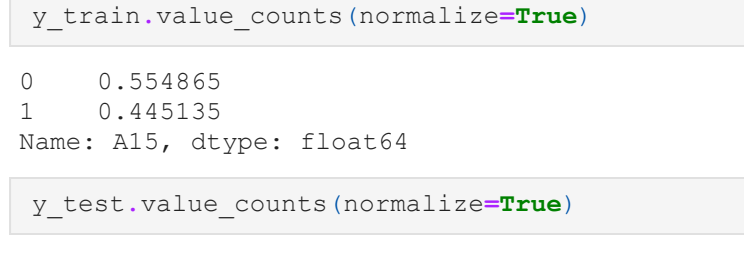 y_train.value_counts(normalize=True)
0    0.554865
1    0.445135
Name: A15, dtype: float64
y_test.value_counts(normalize=True)